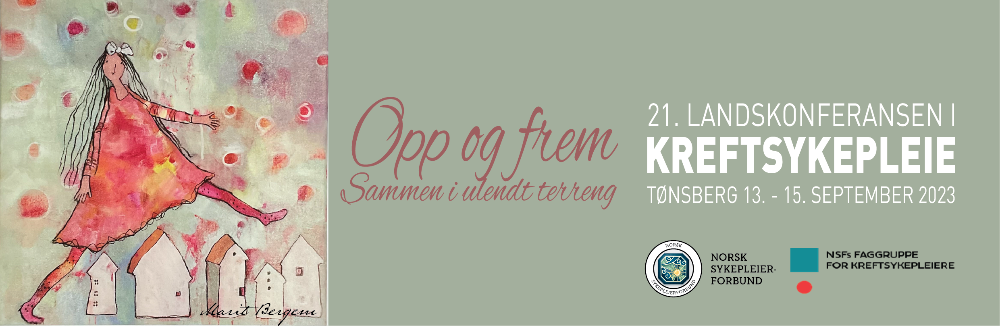 Opp og frem
Sammen i ulendt terreng
21. LANDSKONFERANSEN I
KREFTSYKEPLEIE
TØNSBERG 13. - 15. SEPTEMBER 2023
NORSK
SYKEPLEIERFORBUND
NORSK
SYKEPLEIER-
FORBUND
NSFs FAGGRUPPE
FOR KREFTSYKEPLEIERE
Marit Bergem